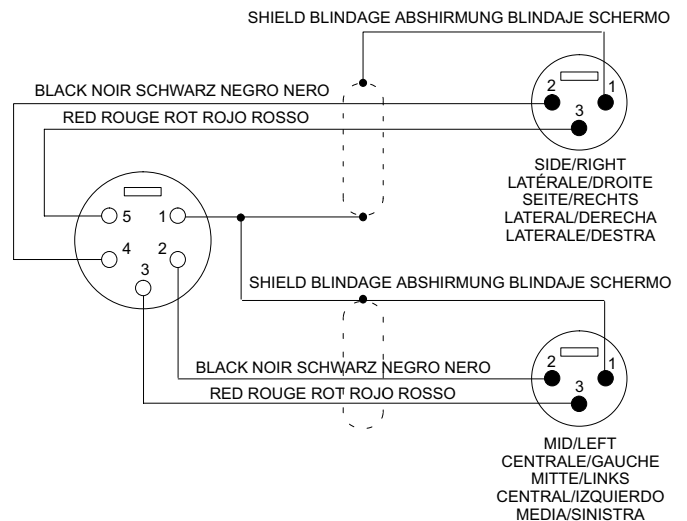 SHIELD BLINDAGE ABSHIRMUNG BLINDAJE SCHERMO
BLACK NOIR SCHWARZ NEGRO NERO
2
1
RED ROUGE ROT ROJO ROSSO
3
SIDE/RIGHT
LATÉRALE/DROITE
SEITE/RECHTS
LATERAL/DERECHA
LATERALE/DESTRA
5
1
4
2
3
SHIELD BLINDAGE ABSHIRMUNG BLINDAJE SCHERMO
BLACK NOIR SCHWARZ NEGRO NERO
2
1
RED ROUGE ROT ROJO ROSSO
3
MID/LEFT
CENTRALE/GAUCHE
MITTE/LINKS
CENTRAL/IZQUIERDO
MEDIA/SINISTRA